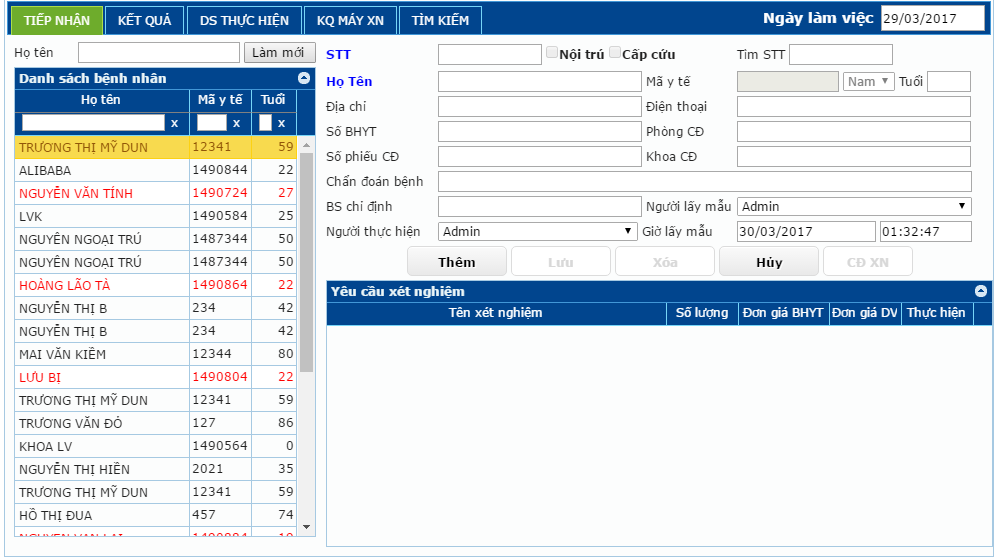 TIẾP NHẬN KẾT QUẢ DS THỰC HIỆN KQ MÁY XN TÌM KIẾM Ngày làm việc 29/03/2017
Họ tên Làm mới
Danh sách bệnh nhân
Họ tên Mã y tế Tuổi
x x x
TRƯƠNG THỊ MỸ DUN 12341 59
ALIBABA 1490844 22
NGUYỄN VĂN TÍNH 1490724 27
LVK 1490584 25
NGUYÊN NGOẠI TRÚ 1487344 50
NGUYÊN NGOẠI TRÚ 1487344 50
HOÀNG LÃO TÀ 1490864 22
NGUYỄN THỊ B 234 42
NGUYỄN THỊ B 234 42
MAI VĂN KIỀM 12344 80
LƯU BỊ 1490804 22
TRƯƠNG THỊ MỸ DUN 12341 59
TRƯƠNG VĂN ĐỎ 127 86
KHOA LV 1490564 0
NGUYỄN THỊ HIỀN 2021 35
TRƯƠNG THỊ MỸ DUN 12341 59
HỒ THỊ ĐUA 457 74
STT Nội trú Cấp cứu Tìm STT
Họ Tên Mã y tế Nam Tuổi
Địa chỉ Điện thoại
Số BHYT Phòng CĐ
Số phiếu CĐ Khoa CĐ
Chẩn đoán bệnh
BS chỉ định Người lấy mẫu Admin
Người thực hiện Admin Giờ lấy mẫu 30/03/2017 01:32:47
Thêm Lưu Xóa Hủy CĐ XN
Yêu cầu xét nghiệm
Tên xét nghiệm Số lượng Đơn giá BHYT Đơn giá DV Thực hiện